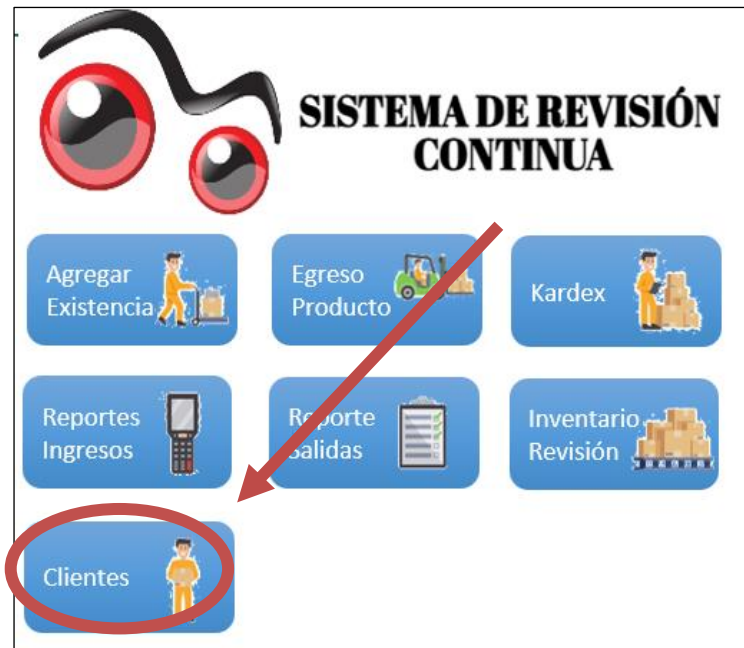 SISTEMA DE REVISIÓN
CONTINUA
Agregar
Existencia
Egreso
Producto
Kardex
Reportes
Ingresos
Reporte
Salidas
Inventario
Revisión
Clientes